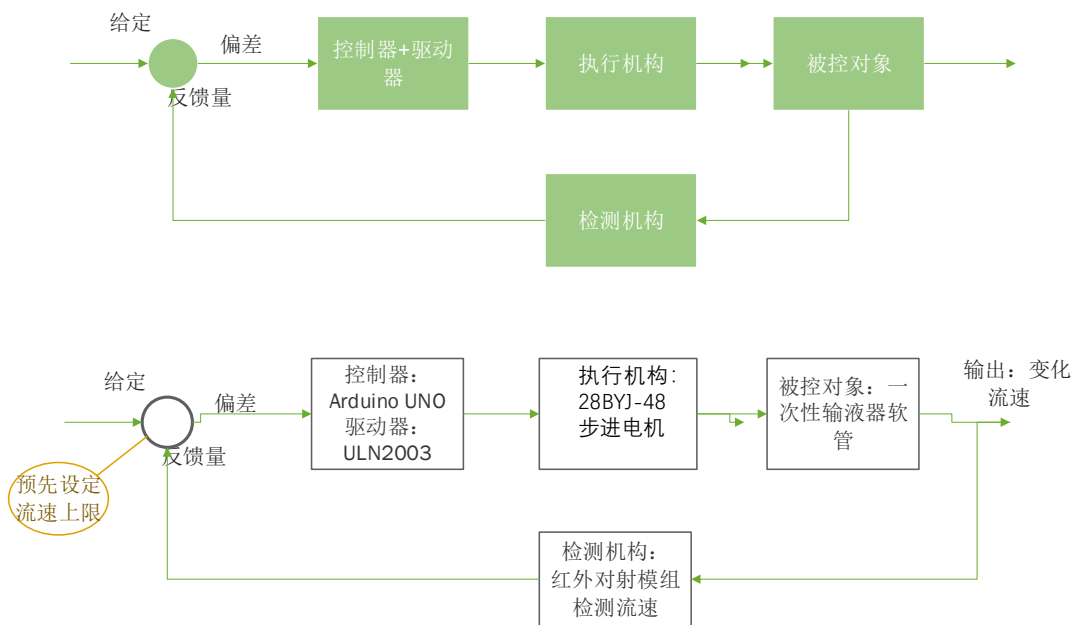 给定
偏差
反馈量
控制器+驱动
器
执行机构
被控对象
检测机构
给定
偏差
反馈量
预先设定
流速上限
控制器：
Arduino UNO
驱动器：
ULN2003
执行机构：
28BYJ-48
步进电机
被控对象：一
次性输液器软
管
输出：变化
流速
检测机构：
红外对射模组
检测流速